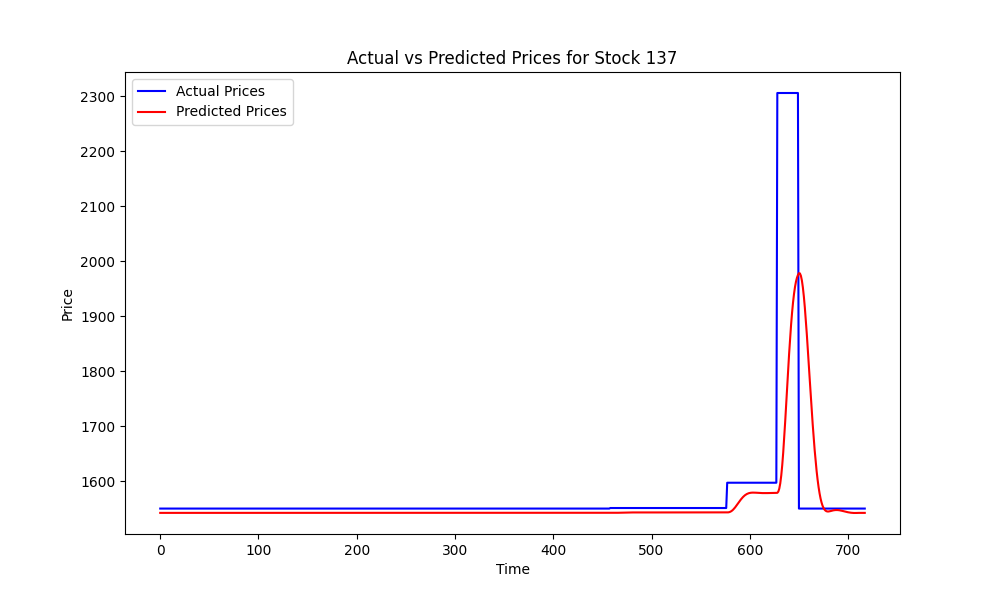 Actual vs Predicted Prices for Stock 137
Actual Prices
Predicted Prices
2300
2200
2100
2000
1900
1800
1700
1600
Price
0 100 200 300 400 500 600 700
Time